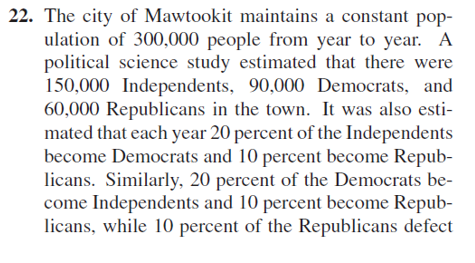 22. The city of Mawtookit maintains a constant pop-
ulation of 300,000 people from year to year. A
political science study estimated that there were
150,000 Independents, 90,000 Democrats, and
60,000 Republicans in the town. It was also esti-
mated that each year 20 percent of the Independents
become Democrats and 10 percent become Repub-
licans. Similarly, 20 percent of the Democrats be-
come Independents and 10 percent become Repub-
licans, while 10 percent of the Republicans defect